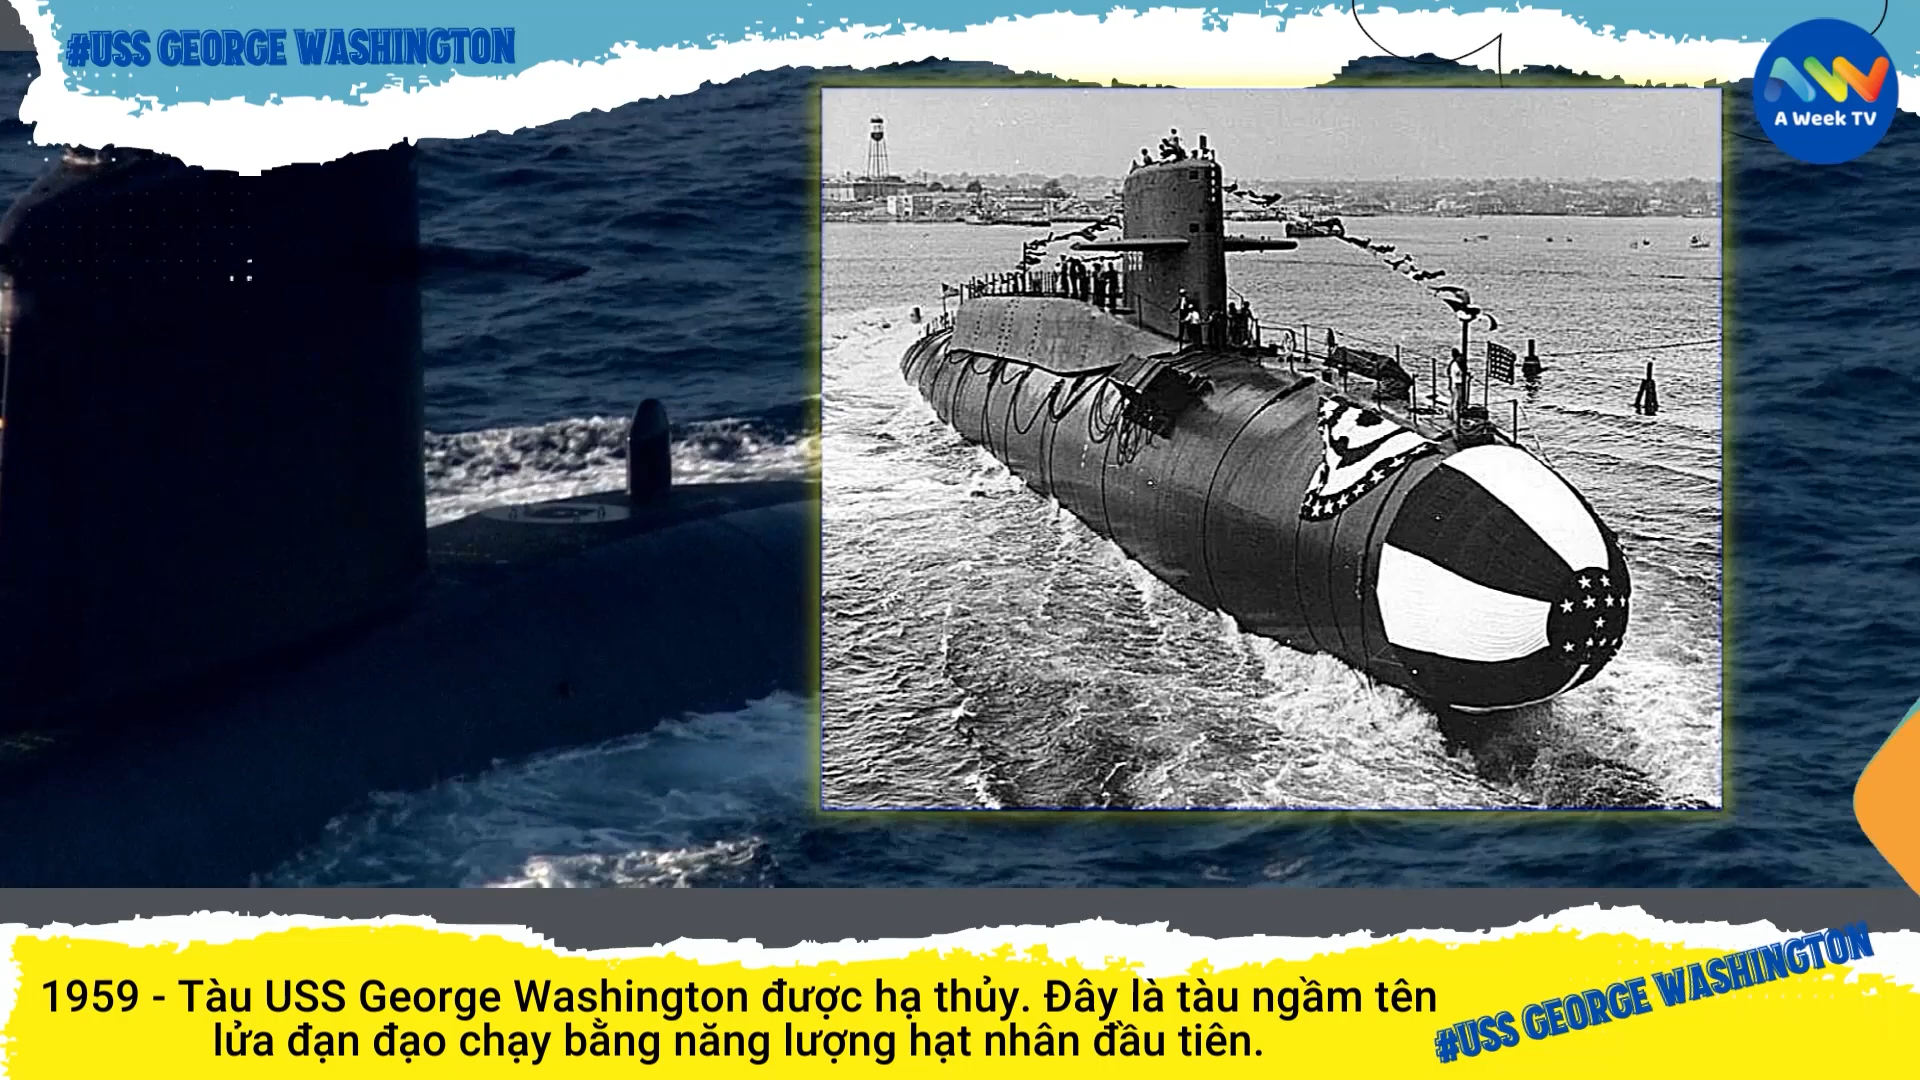 #USS GEORGE WASHINGTON
A Week TV
1959 - Tàu USS George Washington được hạ thủy. Đây là tàu ngầm tên
lửa đạn đạo chạy bằng năng lượng hạt nhân đầu tiên.
#USS GEORGE WASHINGTON